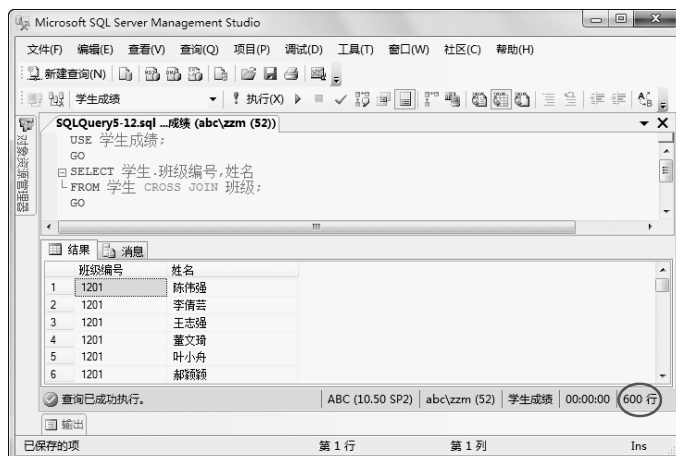 Microsoft SQL Server Management Studio
文件(F) 编辑(E) 查看(V) 查询(Q) 项目(P) 调试(D) 工具(T) 窗口(W) 社区(C) 帮助(H)
新建查询(N)
学生成绩 执行(X)
对象资源管理器
SQLQuery5-12.sql ...成绩 (abc\zzm (52))
USE 学生成绩;
GO
SELECT 学生.班级编号,姓名
FROM 学生 CROSS JOIN 班级;
GO
结果 消息
班级编号 姓名
1 1201 陈伟强
2 1201 李倩芸
3 1201 王志强
4 1201 董文琦
5 1201 叶小舟
6 1201 郝颖颖
查询已成功执行。 ABC (10.50 SP2) abc\zzm (52) 学生成绩 00:00:00 600 行
输出
已保存的项 第 1 行 第 1 列 Ins